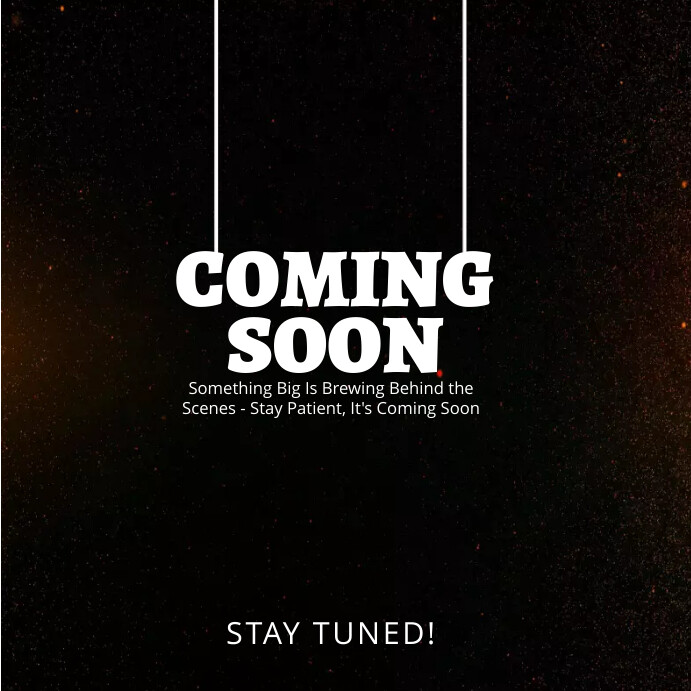 COMING
SOON
Something Big Is Brewing Behind the
Scenes - Stay Patient, It's Coming Soon
STAY TUNED!